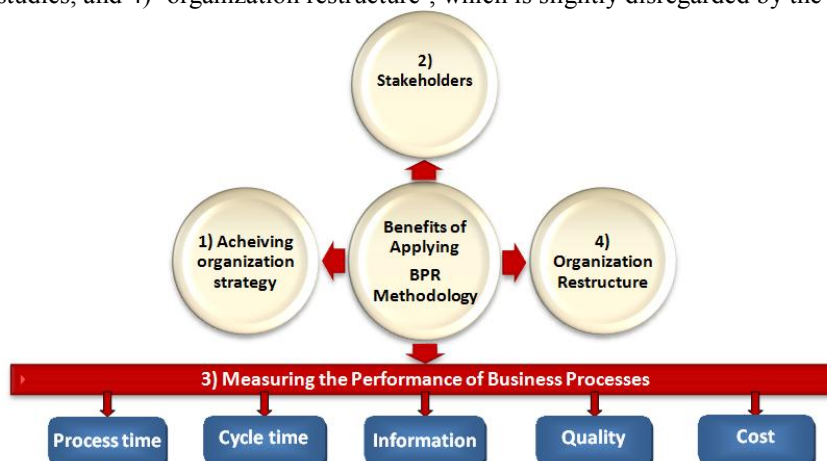 studies, and 4) "organization restructure", which is slightly disregarded by the
2)
Stakeholders
1) Acheiving
organization
strategy
Benefits of
Applying
BPR
Methodology
4)
Organization
Restructure
3) Measuring the Performance of Business Processes
Process time
Cycle time
Information
Quality
Cost